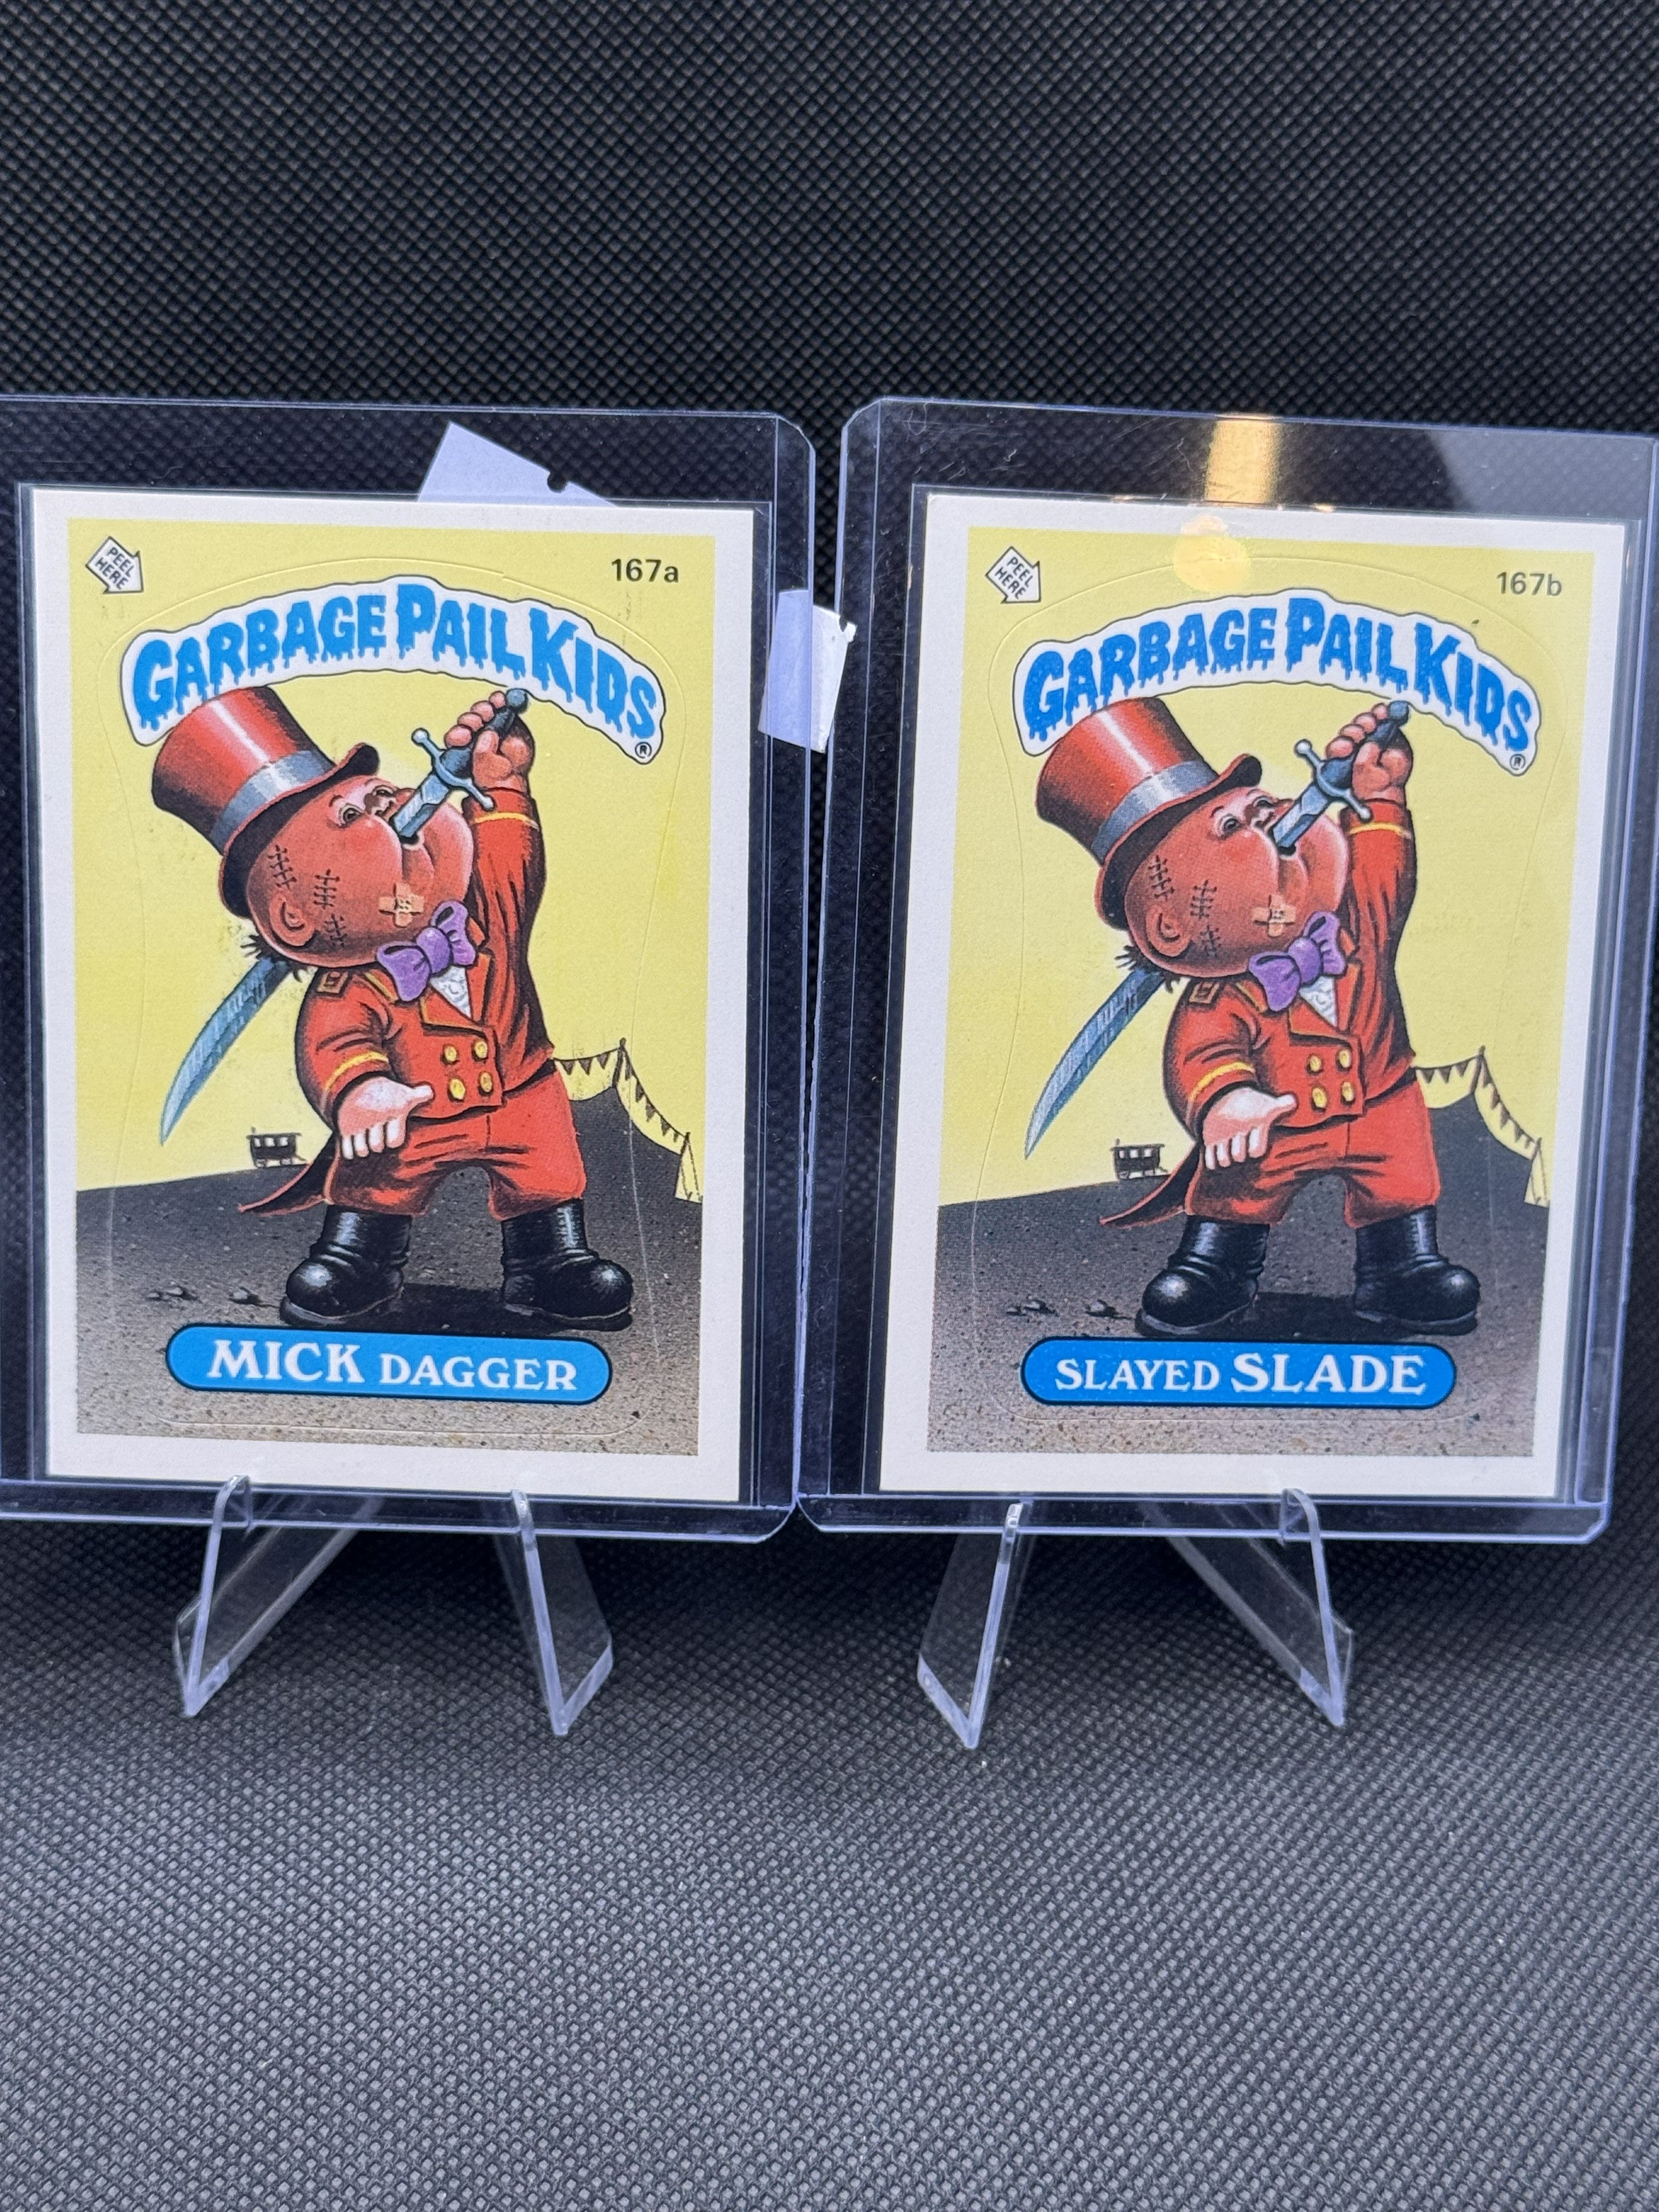 PEEL
HERE
167a
GARBAGE PAIL KIDS
®
MICK DAGGER
PEEL
HERE
167b
GARBAGE PAIL KIDS
®
SLAYED SLADE